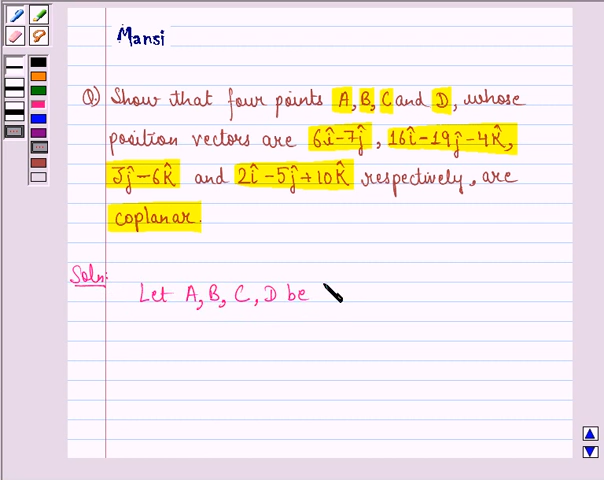 Mansi
Q.) Show that four points A, B, C and D, whose
position vectors are 6î-7ĵ, 16î-19ĵ-4k̂,
3ĵ-6k̂ and 2î-5ĵ+10k̂ respectively, are
coplanar.
Soln:
Let A, B, C, D be